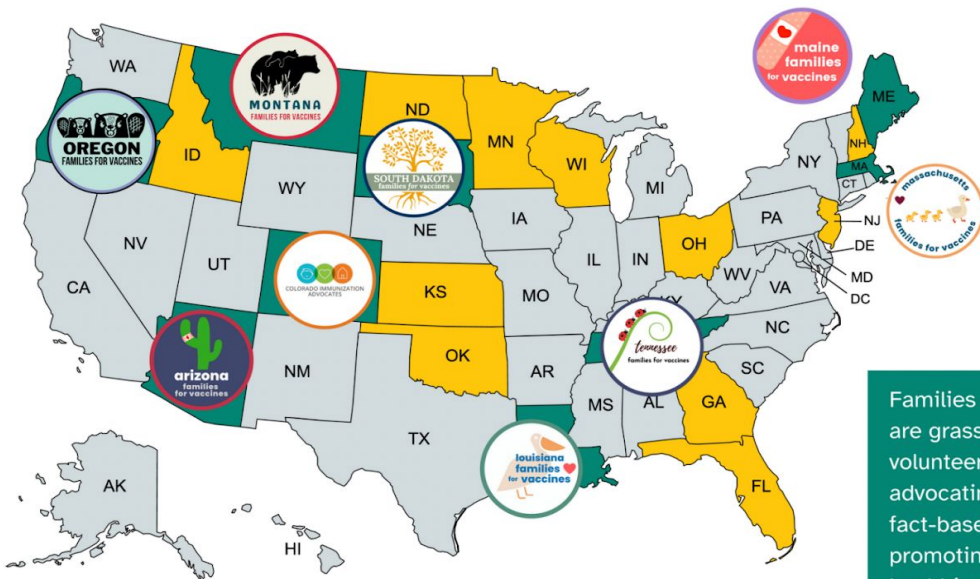 WA
MONTANA
FAMILIES FOR VACCINES
ND
MN
maine
families
for vaccines
ME
OREGON
FAMILIES FOR VACCINES
ID
SOUTH DAKOTA
families for vaccines
WI
NH
MA
NY
CT
massachusetts
families for vaccines
WY
MI
IA
PA
NJ
NE
OH
DE
NV
UT
COLORADO IMMUNIZATION
ADVOCATES
IL
IN
WV
MD
VA
DC
CA
KS
MO
KY
NC
tennessee
families for vaccines
arizona
families
for vaccines
NM
OK
AR
SC
MS
AL
GA
TX
louisiana
families
for vaccines
FL
AK
HI
Families
are grass
volunteer
advocatin
fact-base
promotin